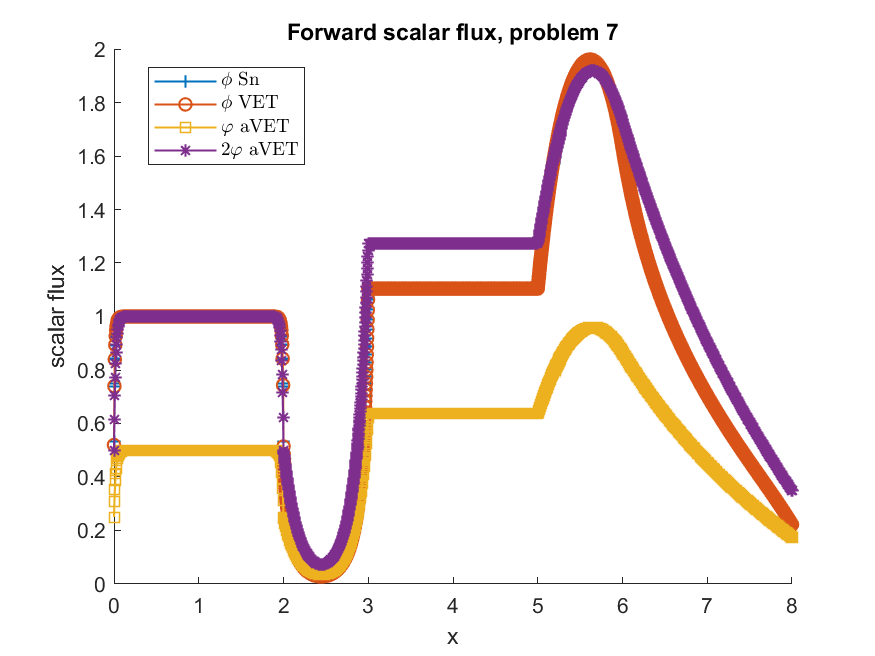 Forward scalar flux, problem 7
ϕ Sn
ϕ VET
φ aVET
2φ aVET
scalar flux
2
1.8
1.6
1.4
1.2
1
0.8
0.6
0.4
0.2
0
0 1 2 3 4 5 6 7 8
x